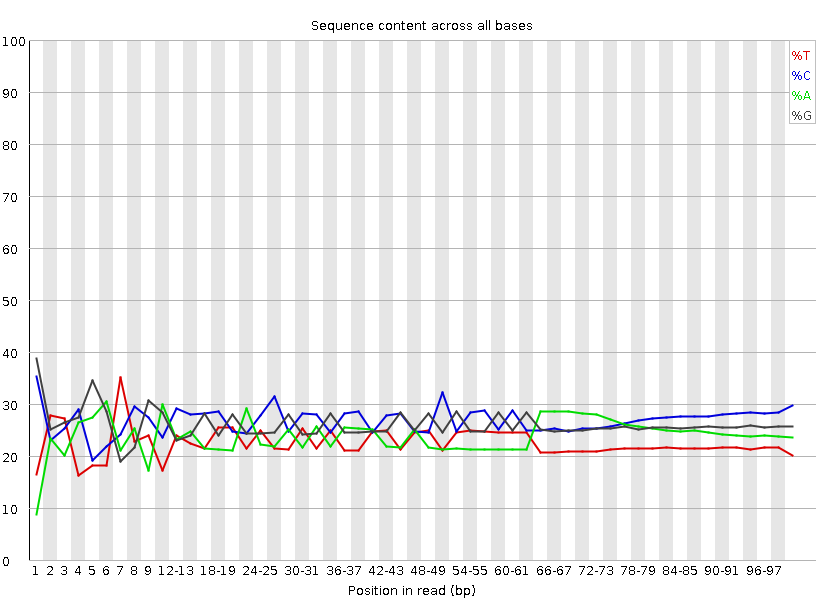 Sequence content across all bases
%T
%C
%A
%G
100
90
80
70
60
50
40
30
20
10
0
1 2 3 4 5 6 7 8 9 12-13 18-19 24-25 30-31 36-37 42-43 48-49 54-55 60-61 66-67 72-73 78-79 84-85 90-91 96-97
Position in read (bp)